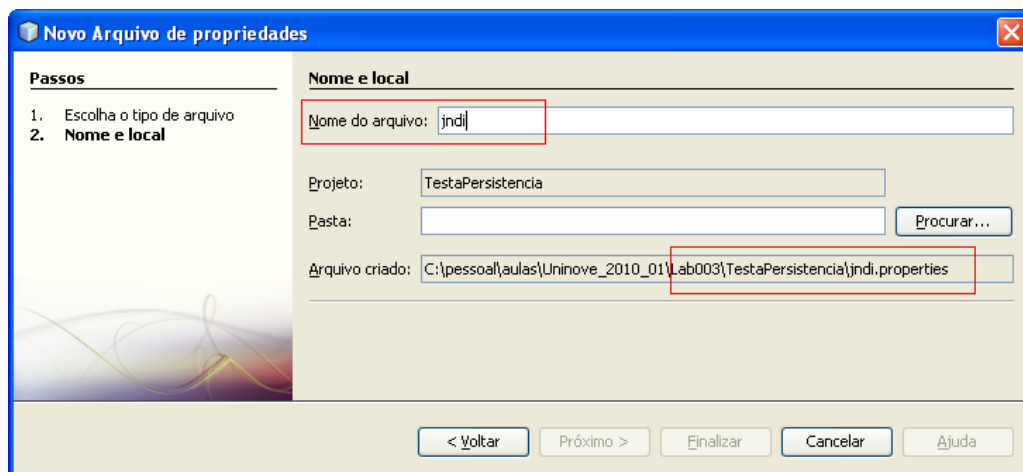 Novo Arquivo de propriedades
Passos
1. Escolha o tipo de arquivo
2. Nome e local
Nome e local
Nome do arquivo: jndi
Projeto: TestaPersistencia
Pasta: Procurar...
Arquivo criado: C:\pessoal\aulas\Uninove_2010_01\Lab003\TestaPersistencia\jndi.properties
< Voltar Próximo > Finalizar Cancelar Ajuda